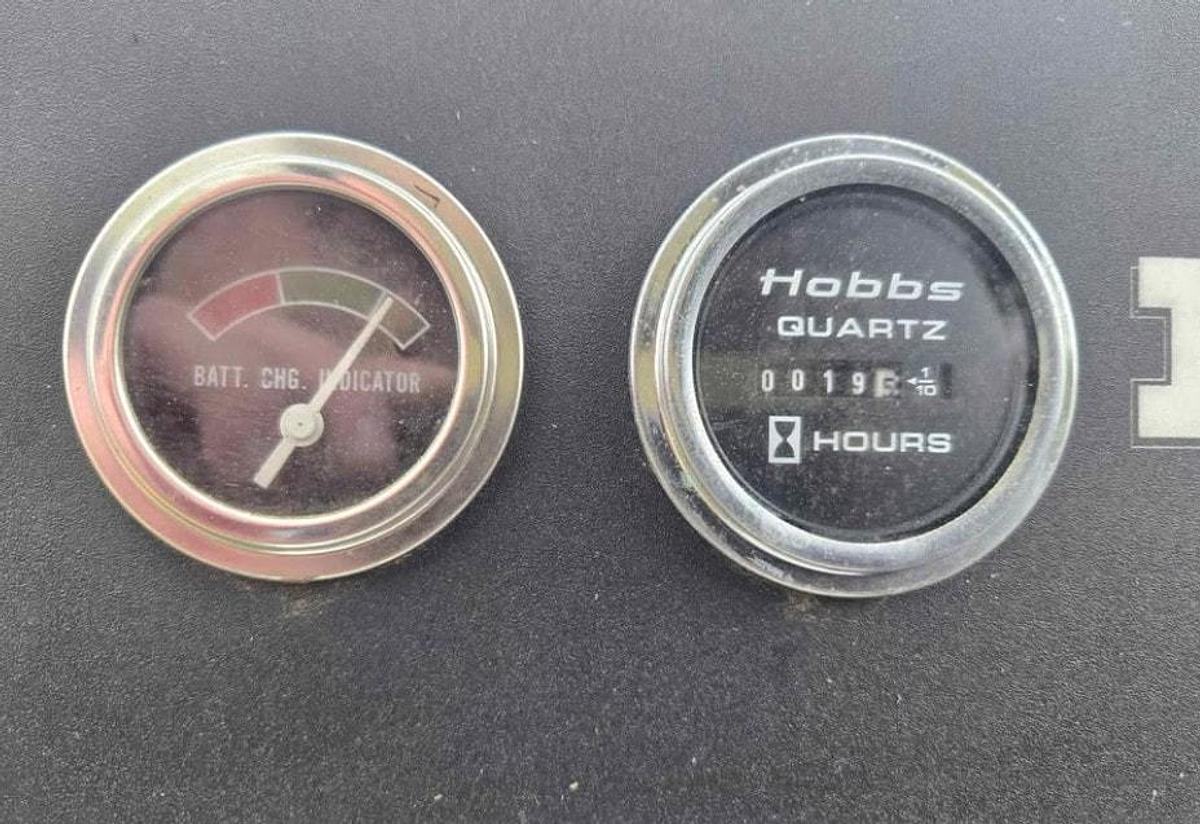 BATT. CHG. INDICATOR
Hobbs
QUARTZ
0019 1/10
HOURS